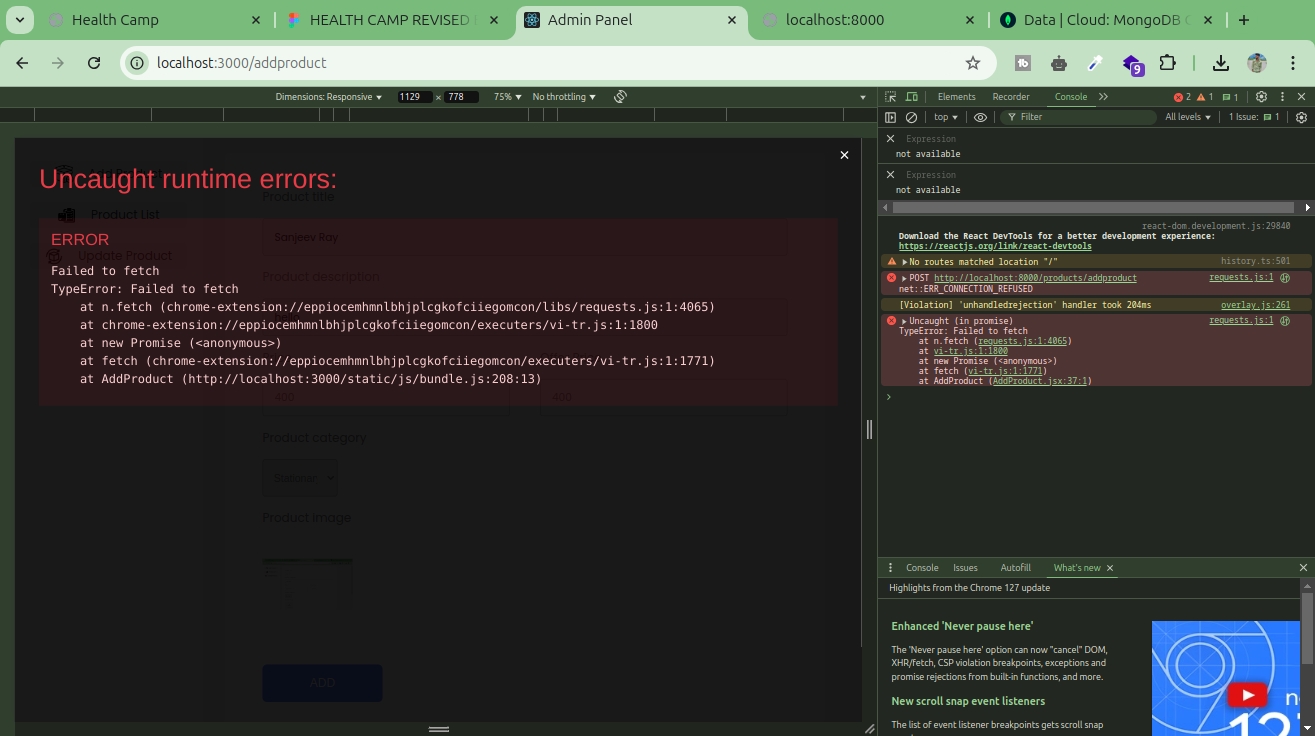 Health Camp
HEALTH CAMP REVISED
Admin Panel
localhost:8000
Data | Cloud: MongoDB C
localhost:3000/addproduct
9
Dimensions: Responsive 1129 × 778 75% No throttling
Elements Recorder Console 2 1 1
top Filter All levels 1 Issue: 1
Expression
not available
Expression
not available
Uncaught runtime errors:
Product title
Product List
ERROR
Sanjeev Ray
Update Product
Failed to fetch
Product description
TypeError: Failed to fetch
at n.fetch (chrome-extension://eppiocemhmnlbhjplcgkofciiegomcon/libs/requests.js:1:4065)
at chrome-extension://eppiocemhmnlbhjplcgkofciiegomcon/executers/vi-tr.js:1:1800
at new Promise (<anonymous>)
at fetch (chrome-extension://eppiocemhmnlbhjplcgkofciiegomcon/executers/vi-tr.js:1:1771)
at AddProduct (http://localhost:3000/static/js/bundle.js:208:13)
400 400
Product category
Product image
ADD
react-dom.development.js:29840
Download the React DevTools for a better development experience:
https://reactjs.org/link/react-devtools
No routes matched location "/" history.ts:501
POST http://localhost:8000/products/addproduct requests.js:1
net::ERR_CONNECTION_REFUSED
[Violation] 'unhandledrejection' handler took 204ms overlay.js:261
Uncaught (in promise) requests.js:1
TypeError: Failed to fetch
at n.fetch (requests.js:1:4065)
at vi-tr.js:1:1800
at new Promise (<anonymous>)
at fetch (vi-tr.js:1:1771)
at AddProduct (AddProduct.jsx:37:1)
Console Issues Autofill What's new
Highlights from the Chrome 127 update
Enhanced 'Never pause here'
The 'Never pause here' option can now "cancel" DOM,
XHR/fetch, CSP violation breakpoints, exceptions and
promise rejections from built-in functions, and more.
New scroll snap event listeners
The list of event listener breakpoints gets scroll snap